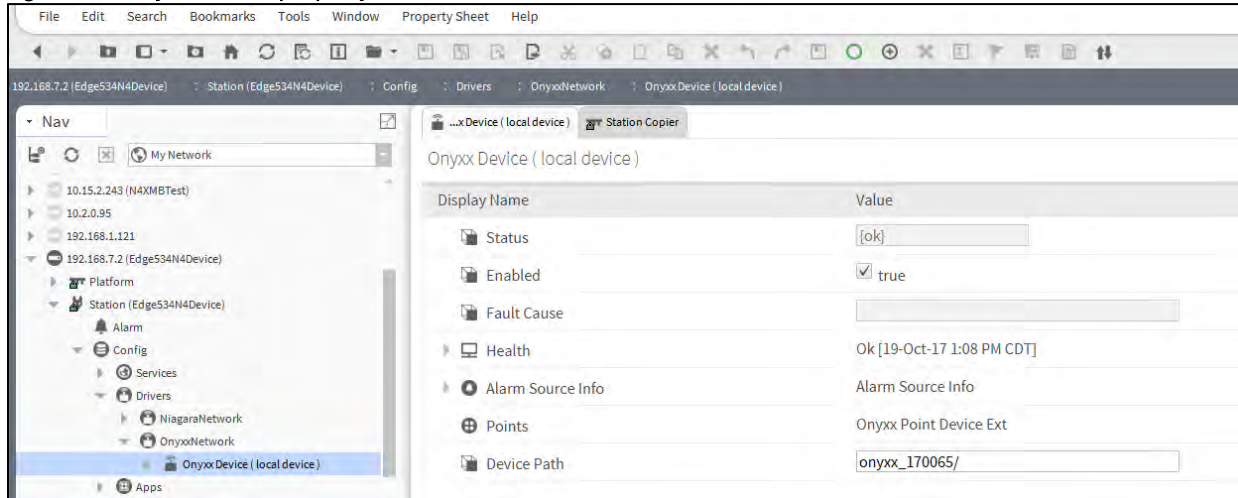 File Edit Search Bookmarks Tools Window Property Sheet Help
192.168.7.2 (Edge534N4Device) : Station (Edge534N4Device) : Config : Drivers : OnyxxNetwork : Onyxx Device ( local device )
Nav
My Network
10.15.2.243 (N4XMBTest)
10.2.0.95
192.168.1.121
192.168.7.2 (Edge534N4Device)
Platform
Station (Edge534N4Device)
Alarm
Config
Services
Drivers
NiagaraNetwork
OnyxxNetwork
Onyxx Device ( local device )
Apps
...x Device ( local device ) Station Copier
Onyxx Device ( local device )
Display Name Value
Status {ok}
Enabled true
Fault Cause
Health Ok [19-Oct-17 1:08 PM CDT]
Alarm Source Info Alarm Source Info
Points Onyxx Point Device Ext
Device Path onyxx_170065/